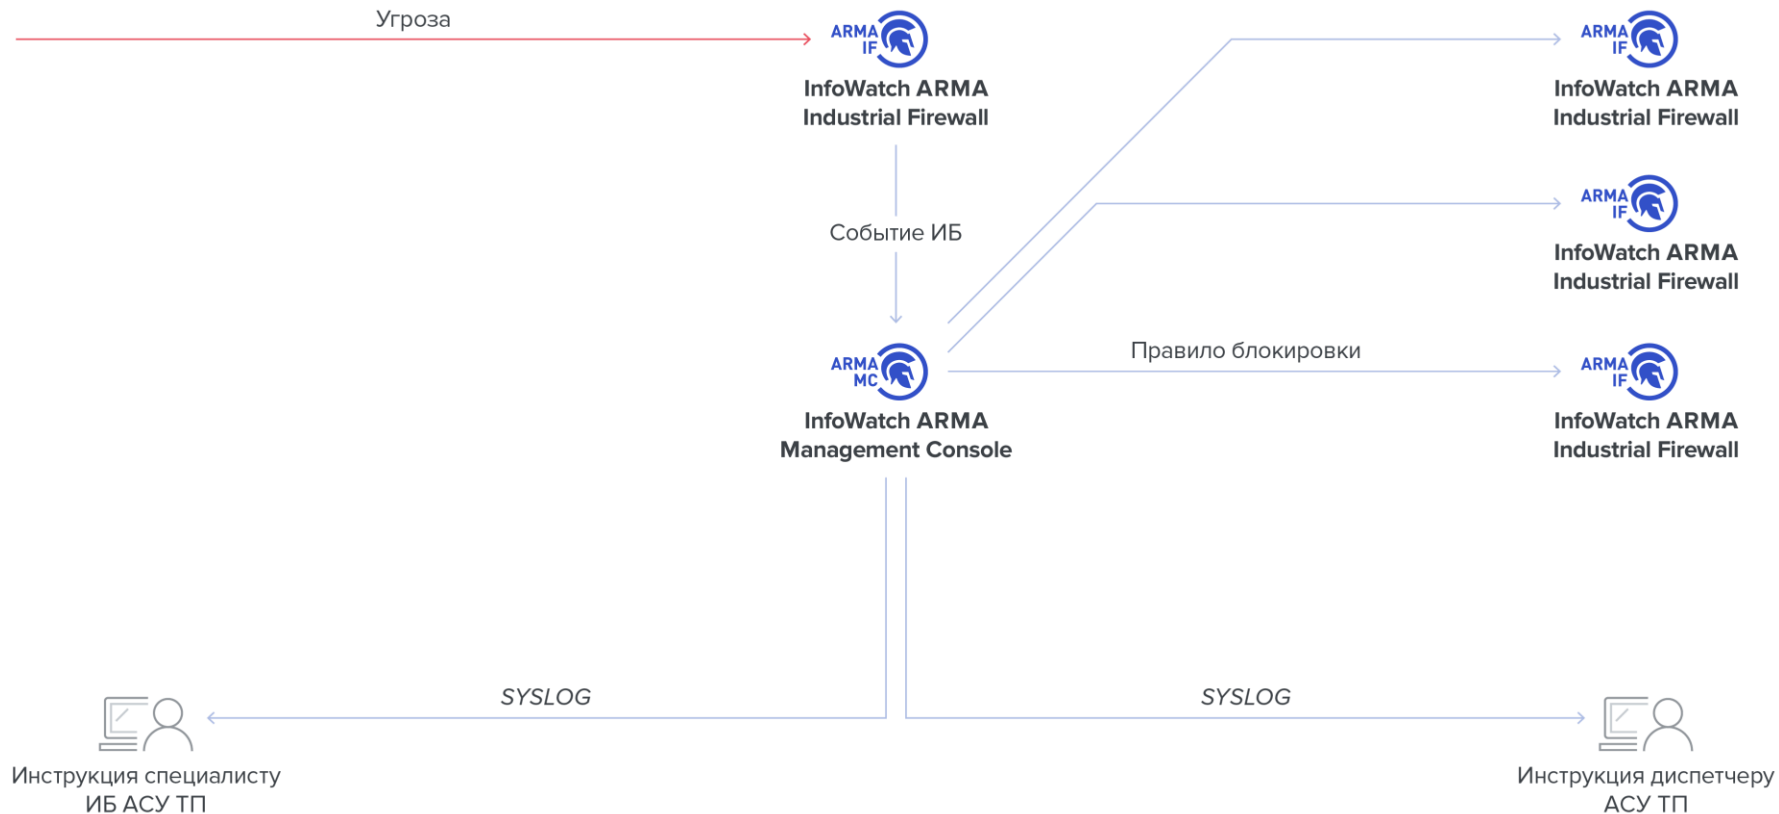 Угроза
ARMA
IF
InfoWatch ARMA
Industrial Firewall
ARMA
IF
InfoWatch ARMA
Industrial Firewall
ARMA
IF
InfoWatch ARMA
Industrial Firewall
Событие ИБ
Правило блокировки
ARMA
MC
InfoWatch ARMA
Management Console
ARMA
IF
InfoWatch ARMA
Industrial Firewall
SYSLOG
SYSLOG
Инструкция специалисту
ИБ АСУ ТП
Инструкция диспетчеру
АСУ ТП